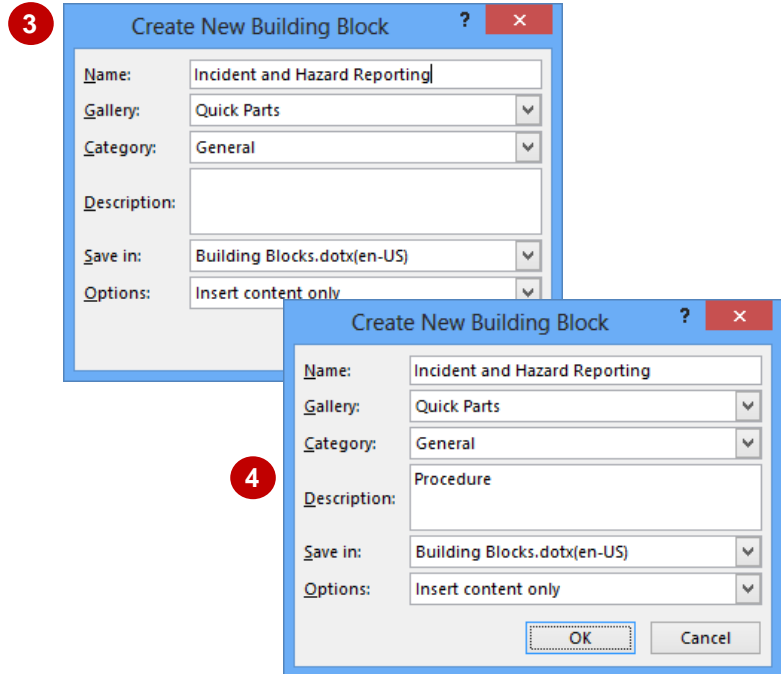 3
Create New Building Block ?
Name: Incident and Hazard Reporting
Gallery: Quick Parts
Category: General
Description:
Save in: Building Blocks.dotx(en-US)
Options: Insert content only
4
Create New Building Block ?
Name: Incident and Hazard Reporting
Gallery: Quick Parts
Category: General
Description: Procedure
Save in: Building Blocks.dotx(en-US)
Options: Insert content only
OK Cancel